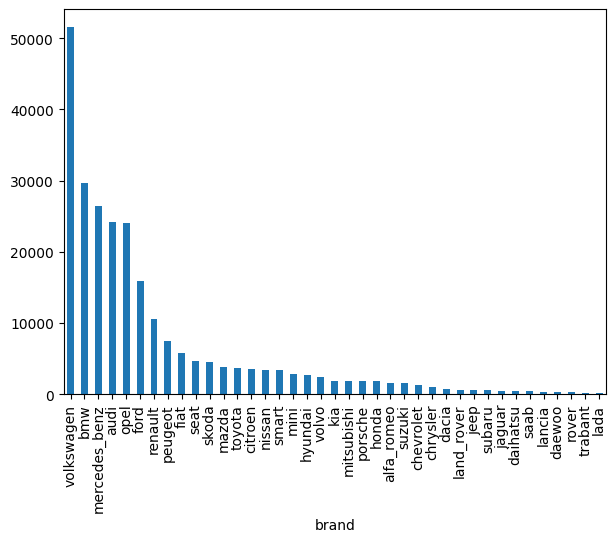 50000
40000
30000
20000
10000
0
volkswagen
bmw
mercedes_benz
audi
opel
ford
renault
peugeot
fiat
seat
skoda
mazda
toyota
citroen
nissan
smart
mini
hyundai
volvo
kia
mitsubishi
porsche
honda
alfa_romeo
suzuki
chevrolet
chrysler
dacia
land_rover
jeep
subaru
jaguar
daihatsu
saab
lancia
daewoo
rover
trabant
lada
brand